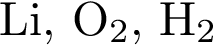 Li, O₂, H₂